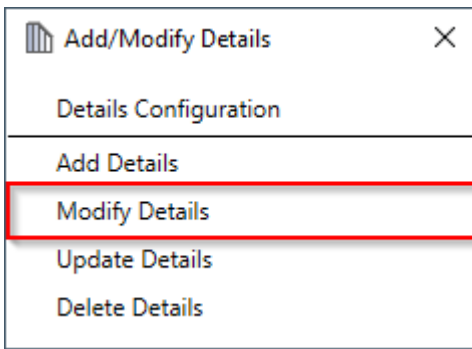 Add/Modify Details
Details Configuration
Add Details
Modify Details
Update Details
Delete Details